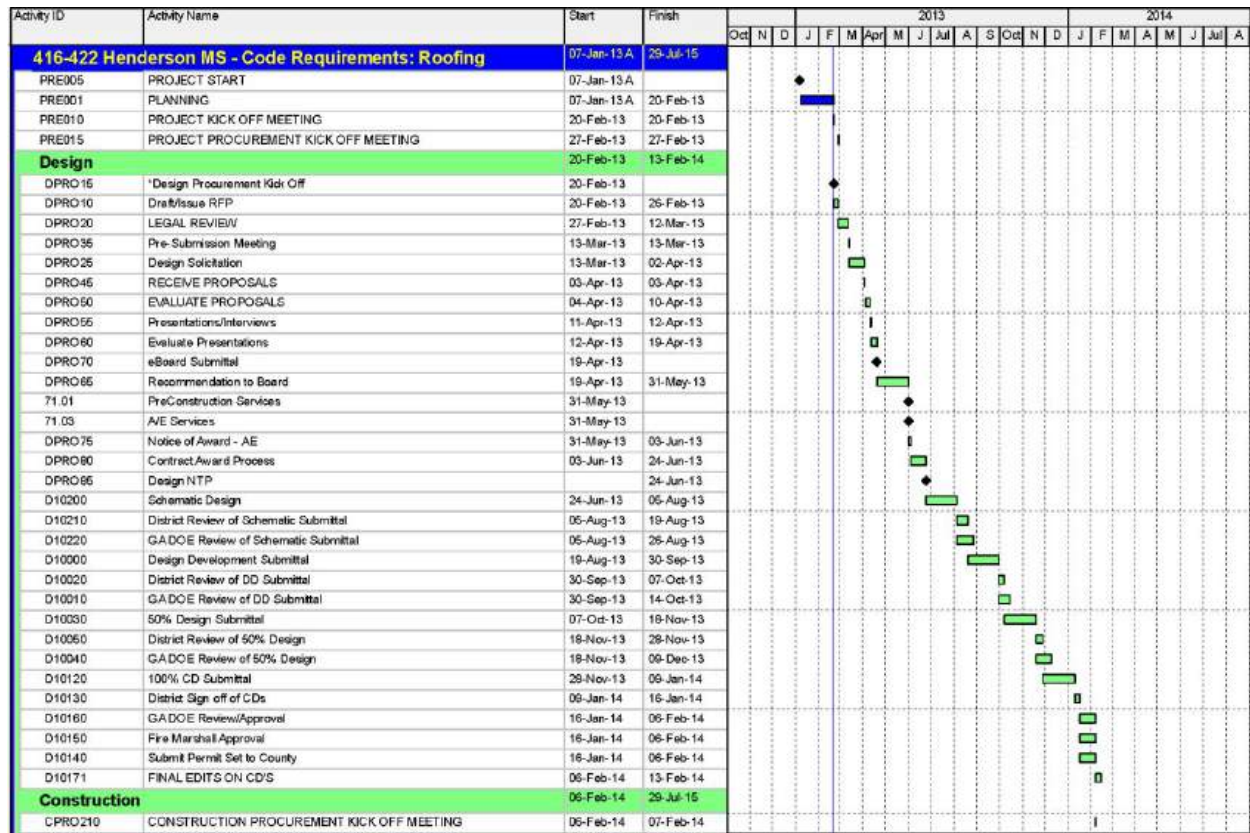 Activity ID Activity Name Start Finish 2013 2014
Oct N D J F M Apr M J Jul A S Oct N D J F M A M J Jul A
416-422 Henderson MS - Code Requirements: Roofing 07-Jan-13 A 29-Jul-15
PRE005 PROJECT START 07-Jan-13 A
PRE001 PLANNING 07-Jan-13 A 20-Feb-13
PRE010 PROJECT KICK OFF MEETING 20-Feb-13 20-Feb-13
PRE015 PROJECT PROCUREMENT KICK OFF MEETING 27-Feb-13 27-Feb-13
Design 20-Feb-13 13-Feb-14
DPRO15 *Design Procurement Kick Off 20-Feb-13
DPRO10 Draft/Issue RFP 20-Feb-13 26-Feb-13
DPRO20 LEGAL REVIEW 27-Feb-13 12-Mar-13
DPRO35 Pre-Submission Meeting 13-Mar-13 13-Mar-13
DPRO25 Design Solicitation 13-Mar-13 02-Apr-13
DPRO45 RECEIVE PROPOSALS 03-Apr-13 03-Apr-13
DPRO50 EVALUATE PROPOSALS 04-Apr-13 10-Apr-13
DPRO55 Presentations/Interviews 11-Apr-13 12-Apr-13
DPRO60 Evaluate Presentations 12-Apr-13 19-Apr-13
DPRO70 eBoard Submittal 19-Apr-13
DPRO65 Recommendation to Board 19-Apr-13 31-May-13
71.01 PreConstruction Services 31-May-13
71.03 A/E Services 31-May-13
DPRO75 Notice of Award - AE 31-May-13 03-Jun-13
DPRO80 Contract Award Process 03-Jun-13 24-Jun-13
DPRO85 Design NTP 24-Jun-13
D10200 Schematic Design 24-Jun-13 05-Aug-13
D10210 District Review of Schematic Submittal 05-Aug-13 19-Aug-13
D10220 GADOE Review of Schematic Submittal 05-Aug-13 26-Aug-13
D10000 Design Development Submittal 19-Aug-13 30-Sep-13
D10020 District Review of DD Submittal 30-Sep-13 07-Oct-13
D10010 GADOE Review of DD Submittal 30-Sep-13 14-Oct-13
D10030 50% Design Submittal 07-Oct-13 18-Nov-13
D10050 District Review of 50% Design 18-Nov-13 28-Nov-13
D10040 GADOE Review of 50% Design 18-Nov-13 09-Dec-13
D10120 100% CD Submittal 28-Nov-13 09-Jan-14
D10130 District Sign off of CDs 09-Jan-14 16-Jan-14
D10160 GADOE Review/Approval 16-Jan-14 06-Feb-14
D10150 Fire Marshall Approval 16-Jan-14 06-Feb-14
D10140 Submit Permit Set to County 16-Jan-14 06-Feb-14
D10171 FINAL EDITS ON CD'S 06-Feb-14 13-Feb-14
Construction 06-Feb-14 29-Jul-15
CPRO210 CONSTRUCTION PROCUREMENT KICK OFF MEETING 06-Feb-14 07-Feb-14